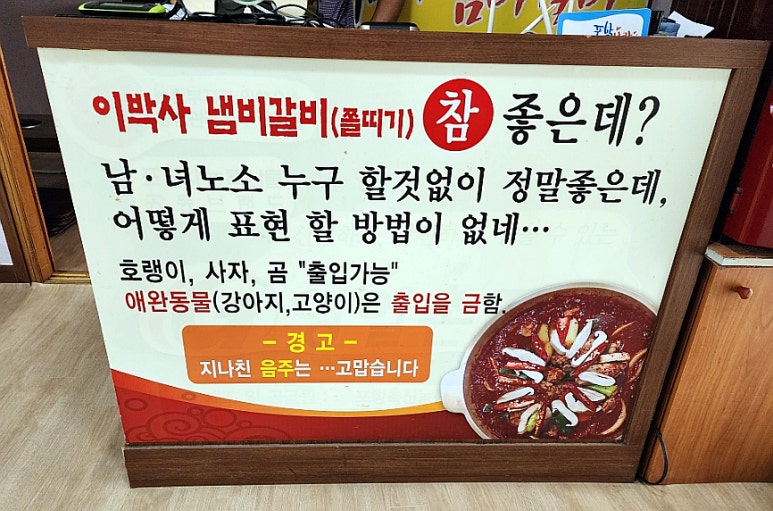 이박사 냄비갈비(쫄띠기) 참 좋은데?
남·녀노소 누구 할것없이 정말좋은데,
어떻게 표현 할 방법이 없네…
호랭이, 사자, 곰 "출입가능"
애완동물(강아지,고양이)은 출입을 금함.
- 경 고 -
지나친 음주는 …고맙습니다